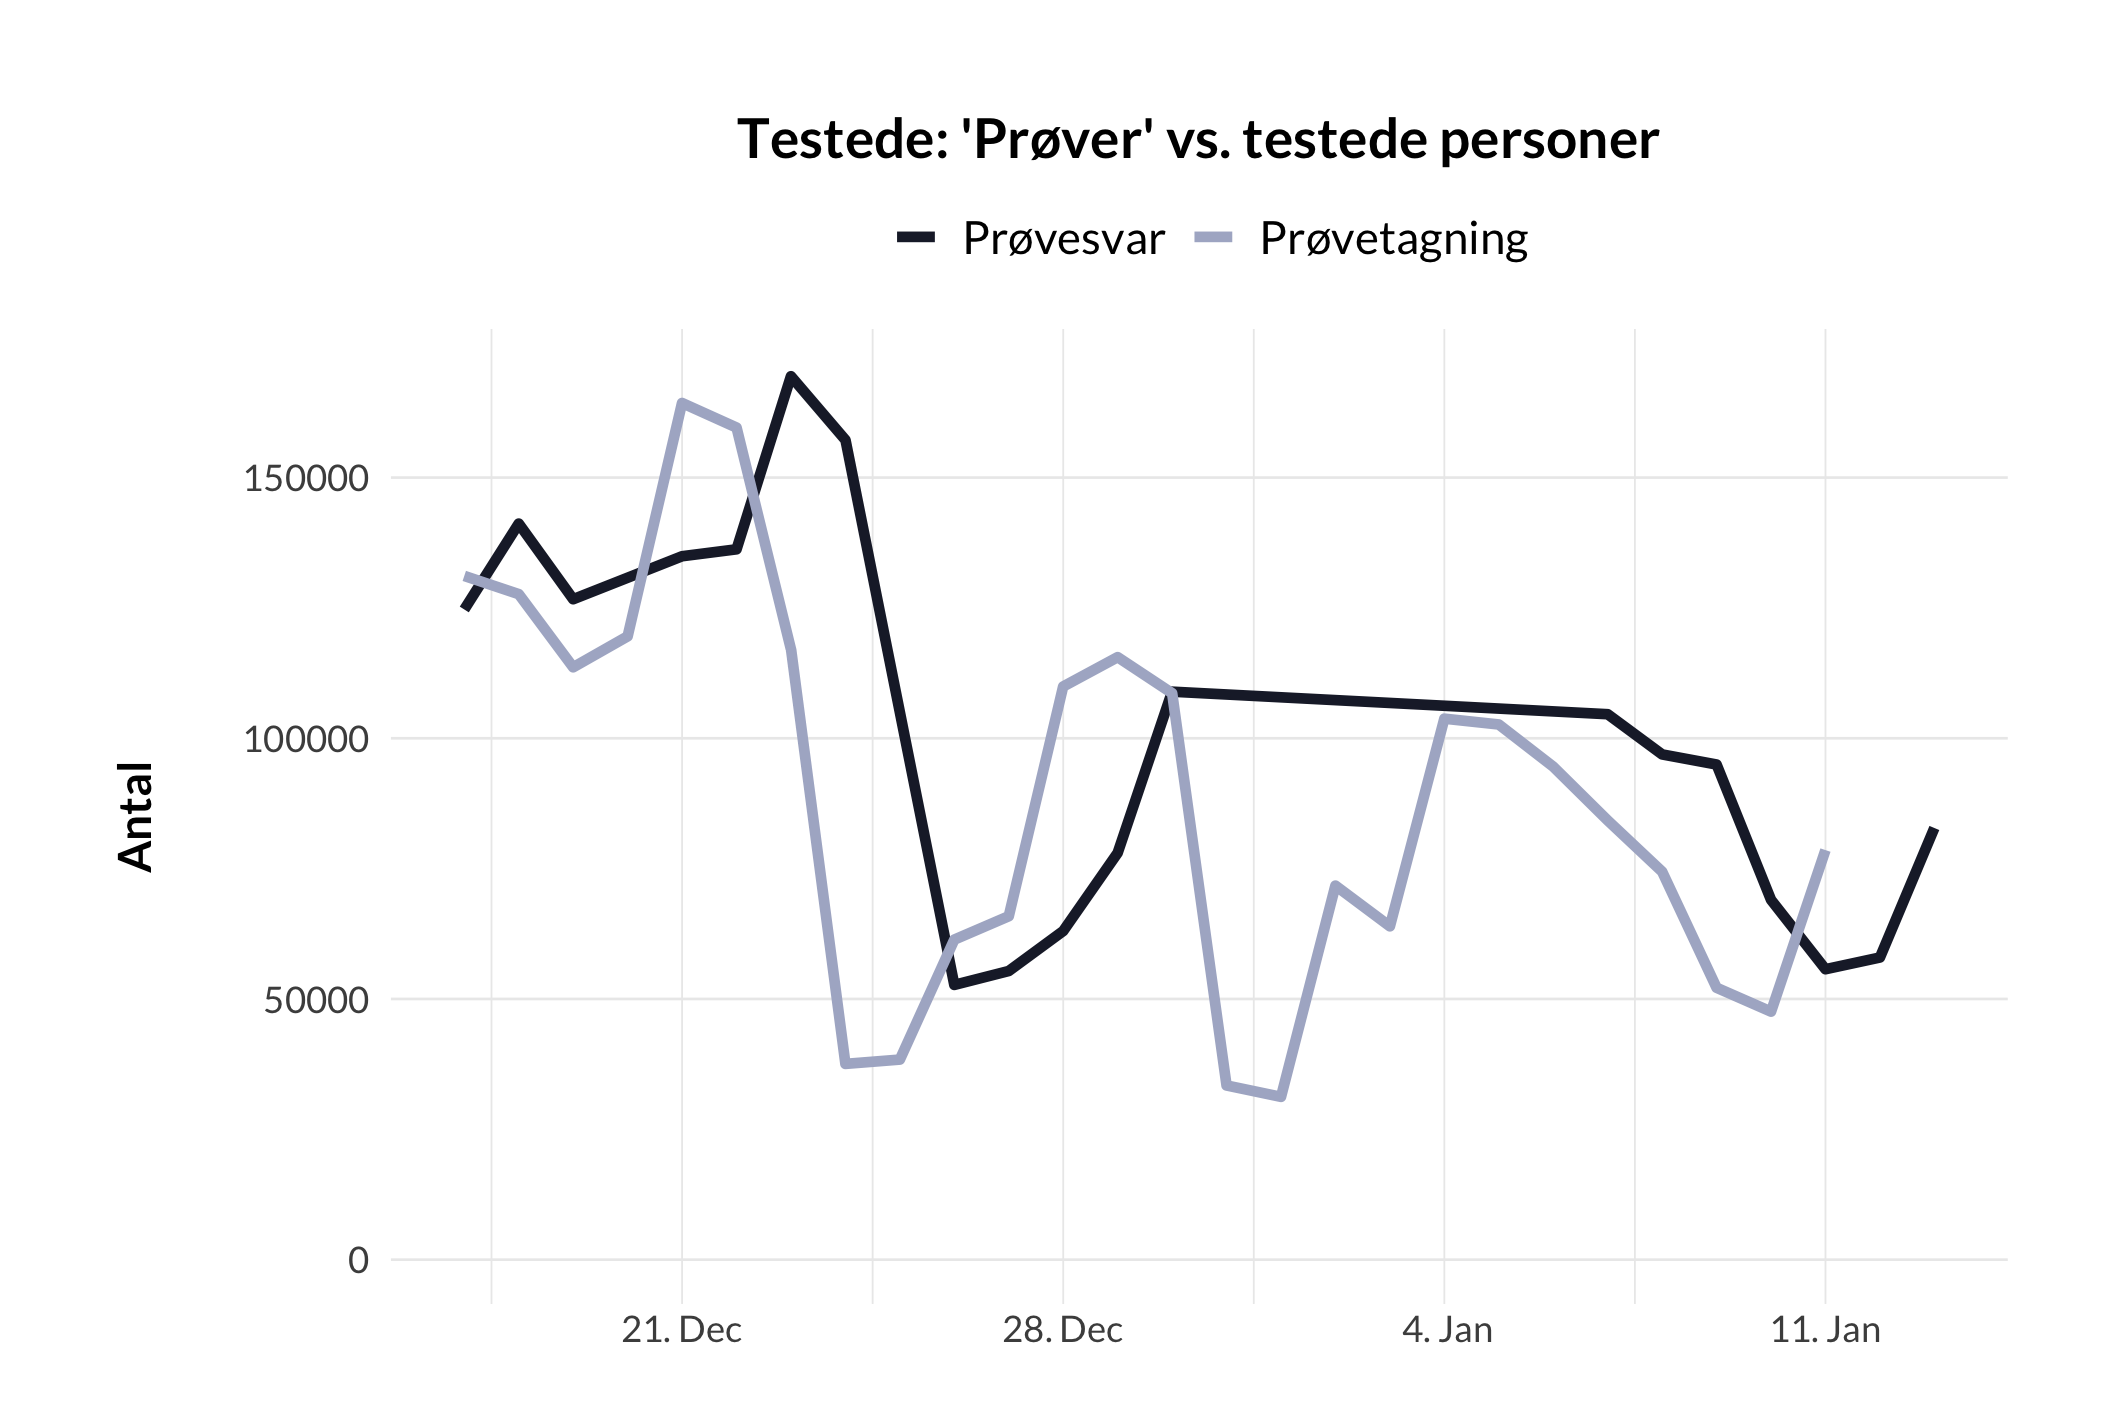 Testede: 'Prøver' vs. testede personer
Prøvesvar Prøvetagning
Antal
150000
100000
50000
0
21. Dec 28. Dec 4. Jan 11. Jan